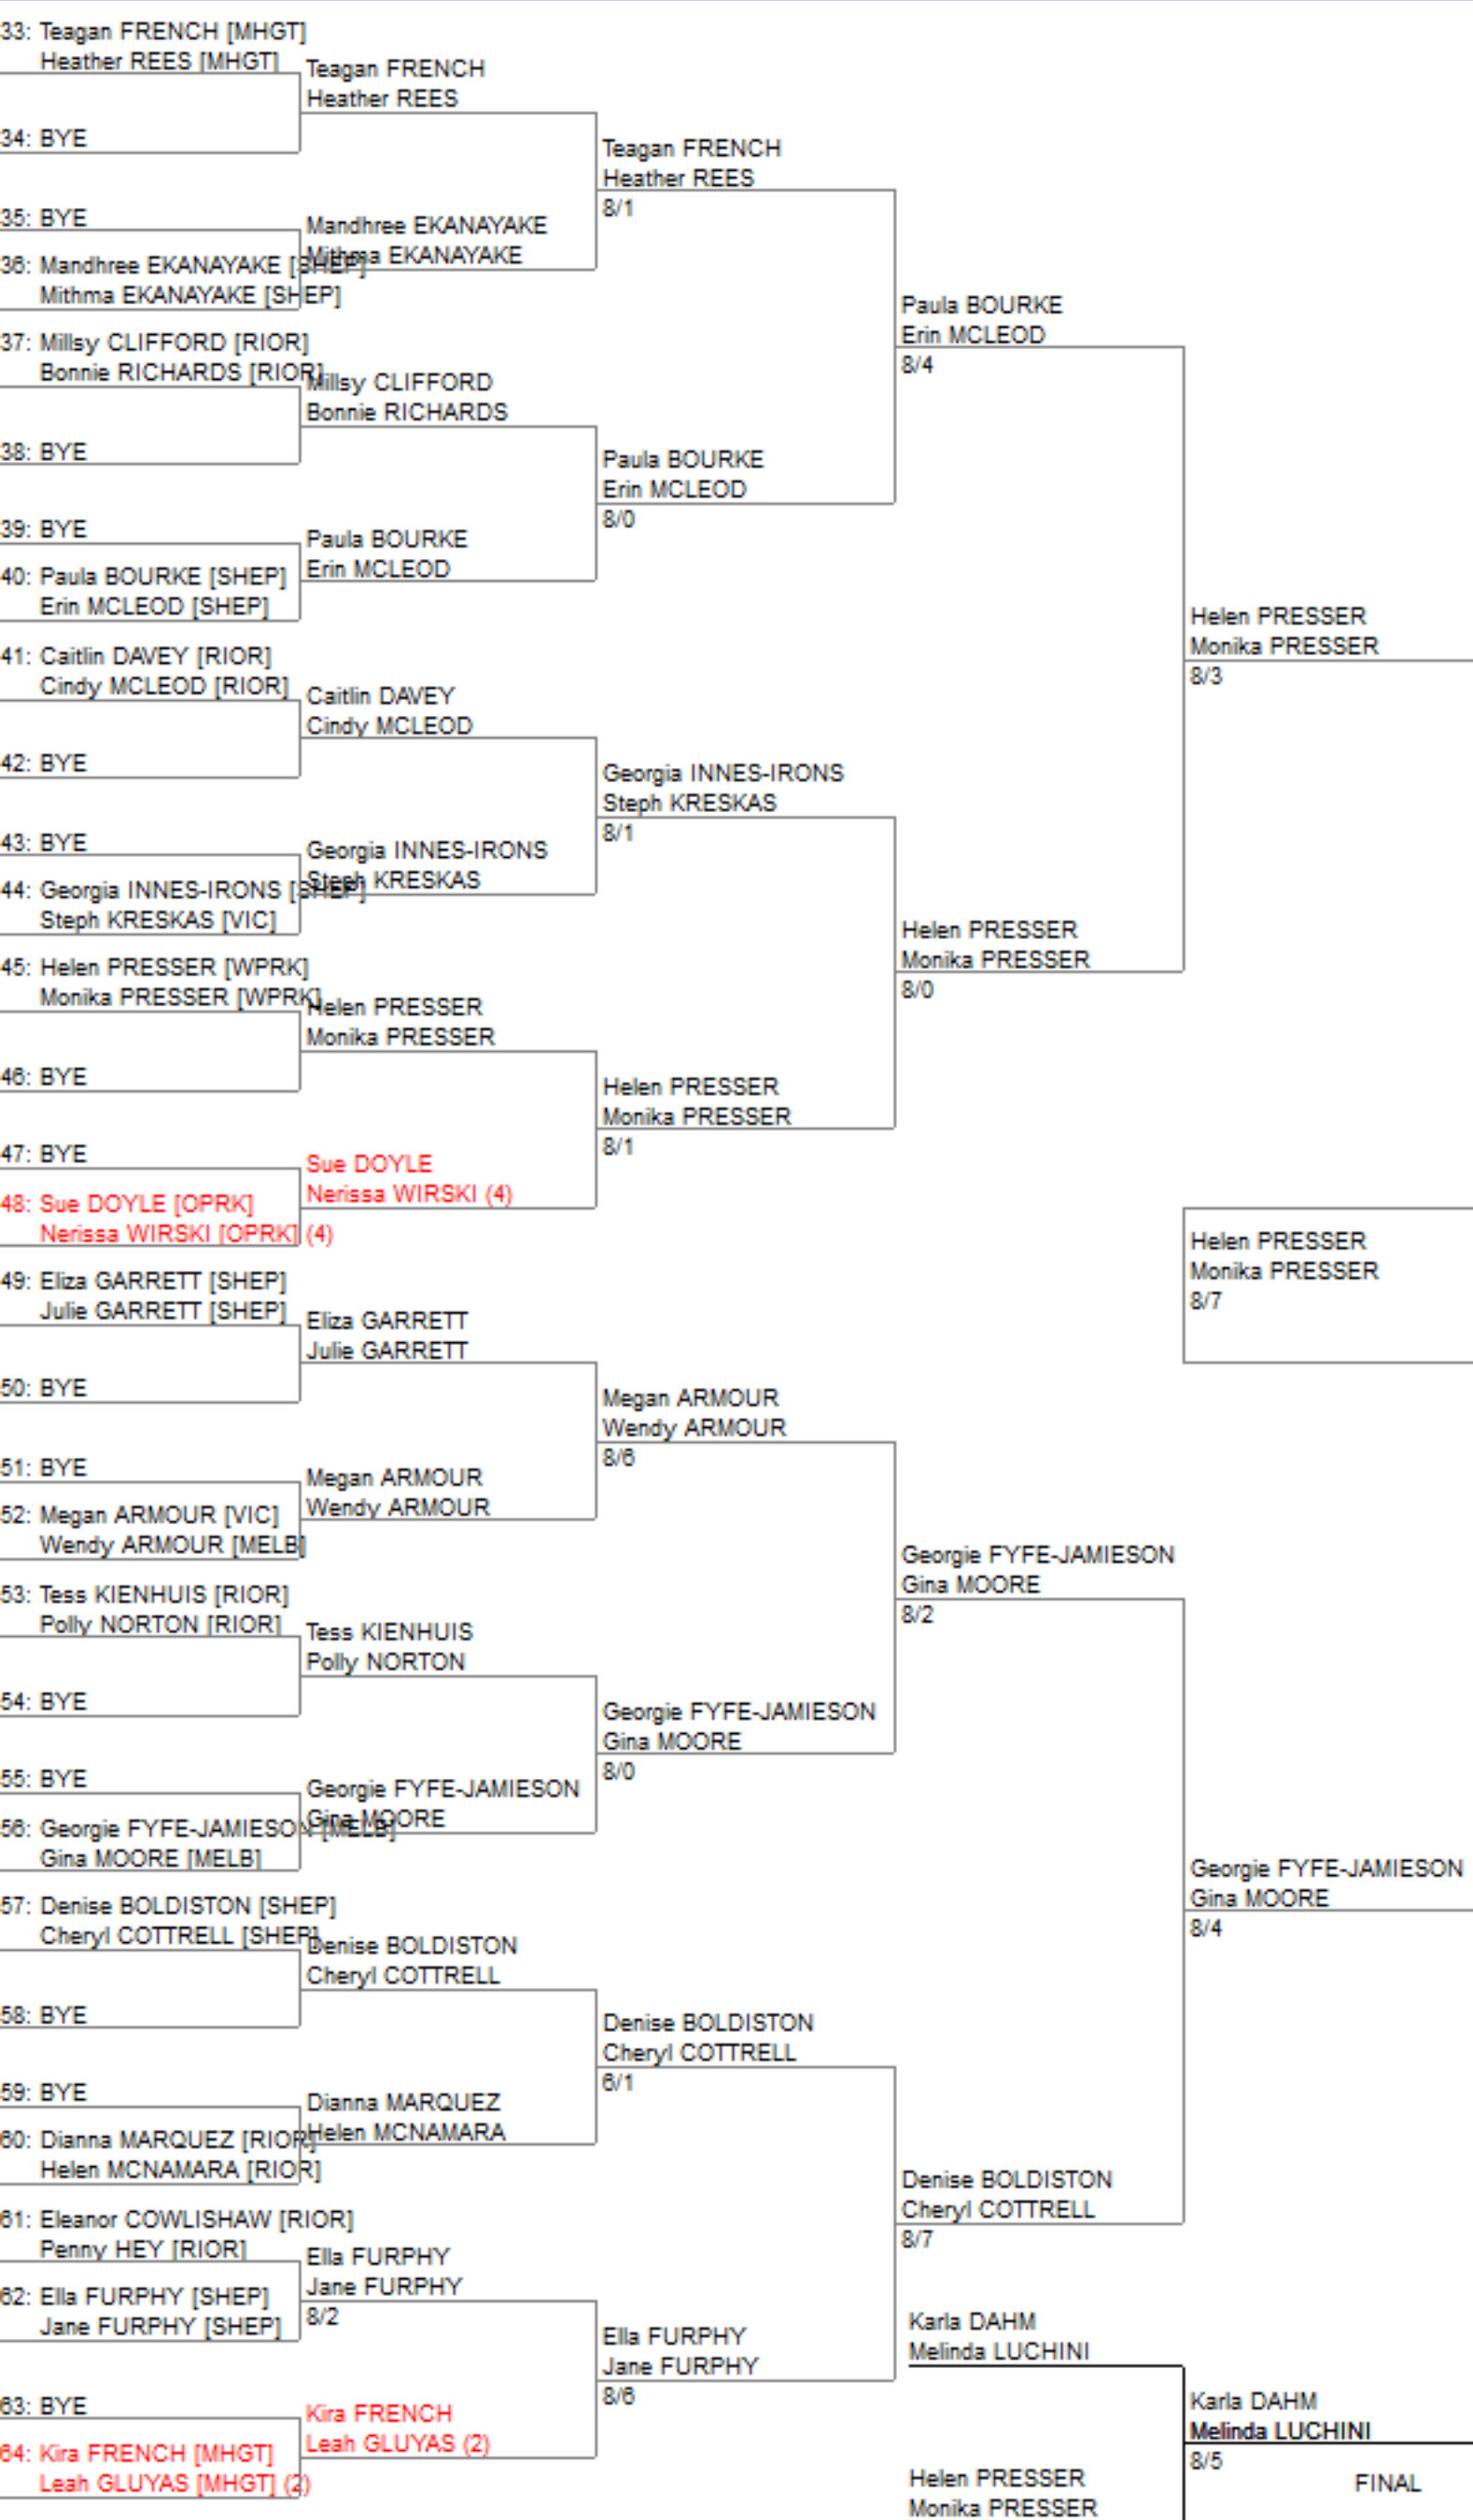 33: Teagan FRENCH [MHGT]
Heather REES [MHGT]
34: BYE
35: BYE
36: Mandhree EKANAYAKE [SHEP]
Mithma EKANAYAKE [SHEP]
37: Millsy CLIFFORD [RIOR]
Bonnie RICHARDS [RIOR]
38: BYE
39: BYE
40: Paula BOURKE [SHEP]
Erin MCLEOD [SHEP]
41: Caitlin DAVEY [RIOR]
Cindy MCLEOD [RIOR]
42: BYE
43: BYE
44: Georgia INNES-IRONS [SHEP]
Steph KRESKAS [VIC]
45: Helen PRESSER [WPRK]
Monika PRESSER [WPRK]
46: BYE
47: BYE
48: Sue DOYLE [OPRK]
Nerissa WIRSKI [OPRK] (4)
49: Eliza GARRETT [SHEP]
Julie GARRETT [SHEP]
50: BYE
51: BYE
52: Megan ARMOUR [VIC]
Wendy ARMOUR [MELB]
53: Tess KIENHUIS [RIOR]
Polly NORTON [RIOR]
54: BYE
55: BYE
56: Georgie FYFE-JAMIESON [MELB]
Gina MOORE [MELB]
57: Denise BOLDISTON [SHEP]
Cheryl COTTRELL [SHEP]
58: BYE
59: BYE
60: Dianna MARQUEZ [RIOR]
Helen MCNAMARA [RIOR]
61: Eleanor COWLISHAW [RIOR]
Penny HEY [RIOR]
62: Ella FURPHY [SHEP]
Jane FURPHY [SHEP]
63: BYE
64: Kira FRENCH [MHGT]
Leah GLUYAS [MHGT] (2)
Teagan FRENCH
Heather REES
Mandhree EKANAYAKE
Mithma EKANAYAKE
Millsy CLIFFORD
Bonnie RICHARDS
Paula BOURKE
Erin MCLEOD
Caitlin DAVEY
Cindy MCLEOD
Georgia INNES-IRONS
Steph KRESKAS
Helen PRESSER
Monika PRESSER
Sue DOYLE
Nerissa WIRSKI (4)
Eliza GARRETT
Julie GARRETT
Megan ARMOUR
Wendy ARMOUR
Tess KIENHUIS
Polly NORTON
Georgie FYFE-JAMIESON
Gina MOORE
Denise BOLDISTON
Cheryl COTTRELL
Dianna MARQUEZ
Helen MCNAMARA
Ella FURPHY
Jane FURPHY
8/2
Kira FRENCH
Leah GLUYAS (2)
Teagan FRENCH
Heather REES
8/1
Paula BOURKE
Erin MCLEOD
8/0
Georgia INNES-IRONS
Steph KRESKAS
8/1
Helen PRESSER
Monika PRESSER
8/1
Megan ARMOUR
Wendy ARMOUR
8/6
Georgie FYFE-JAMIESON
Gina MOORE
8/0
Denise BOLDISTON
Cheryl COTTRELL
6/1
Ella FURPHY
Jane FURPHY
8/6
Paula BOURKE
Erin MCLEOD
8/4
Helen PRESSER
Monika PRESSER
8/0
Georgie FYFE-JAMIESON
Gina MOORE
8/2
Denise BOLDISTON
Cheryl COTTRELL
8/7
Karla DAHM
Melinda LUCHINI
Helen PRESSER
Monika PRESSER
Helen PRESSER
Monika PRESSER
8/3
Helen PRESSER
Monika PRESSER
8/7
Georgie FYFE-JAMIESON
Gina MOORE
8/4
Karla DAHM
Melinda LUCHINI
8/5
FINAL